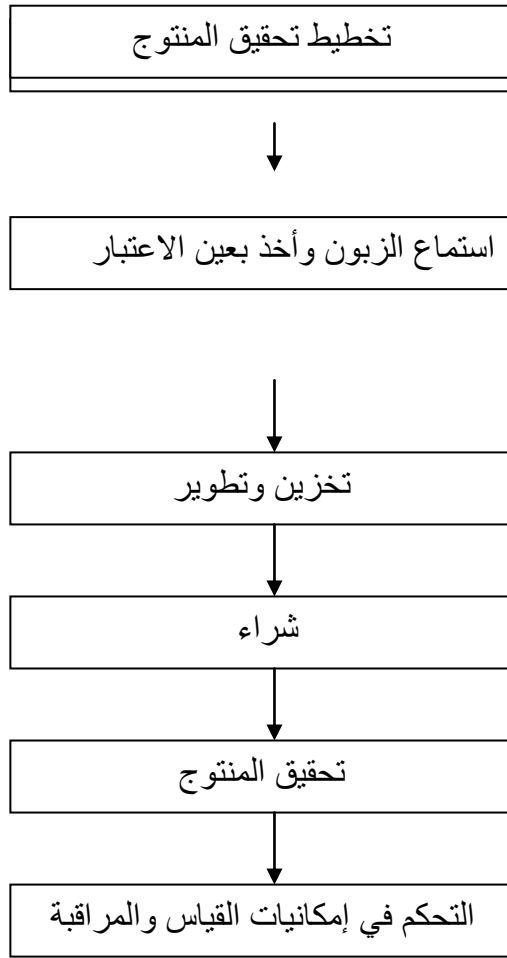 تخطيط تحقيق المنتوج
استماع الزبون وأخذ بعين الاعتبار
تخزين وتطوير
شراء
تحقيق المنتوج
التحكم في إمكانيات القياس والمراقبة